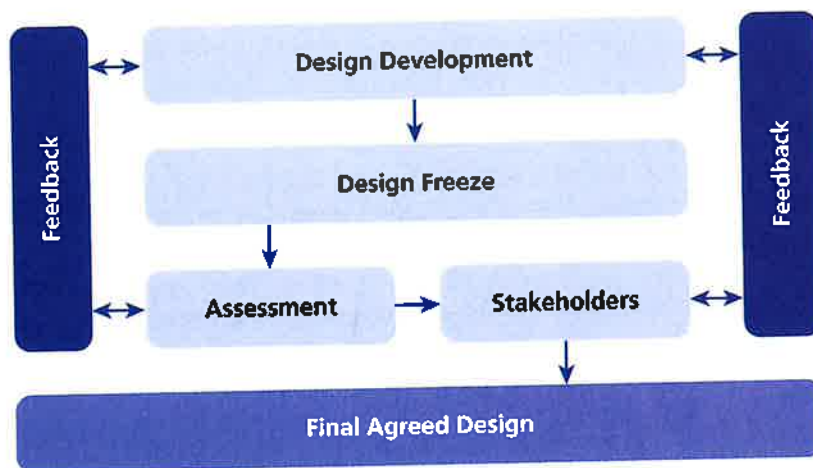 Design Development
Feedback
Design Freeze
Feedback
Assessment
Stakeholders
Final Agreed Design